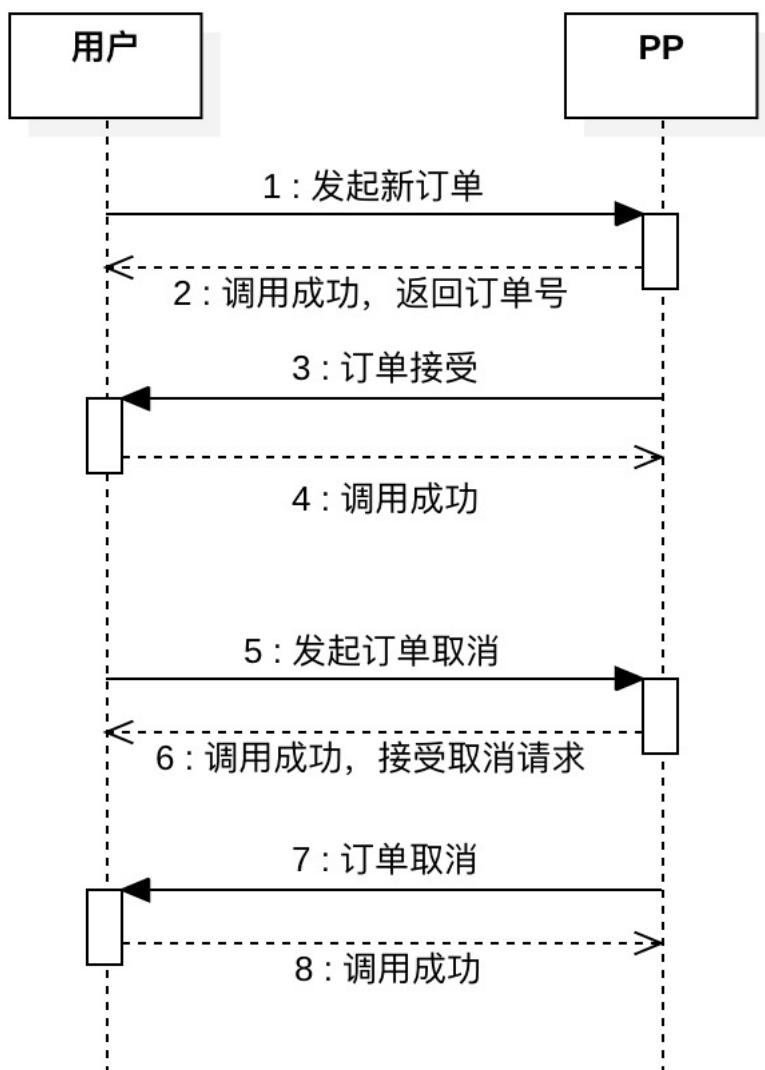 用户
PP
1 : 发起新订单
2 : 调用成功，返回订单号
3 : 订单接受
4 : 调用成功
5 : 发起订单取消
6 : 调用成功，接受取消请求
7 : 订单取消
8 : 调用成功